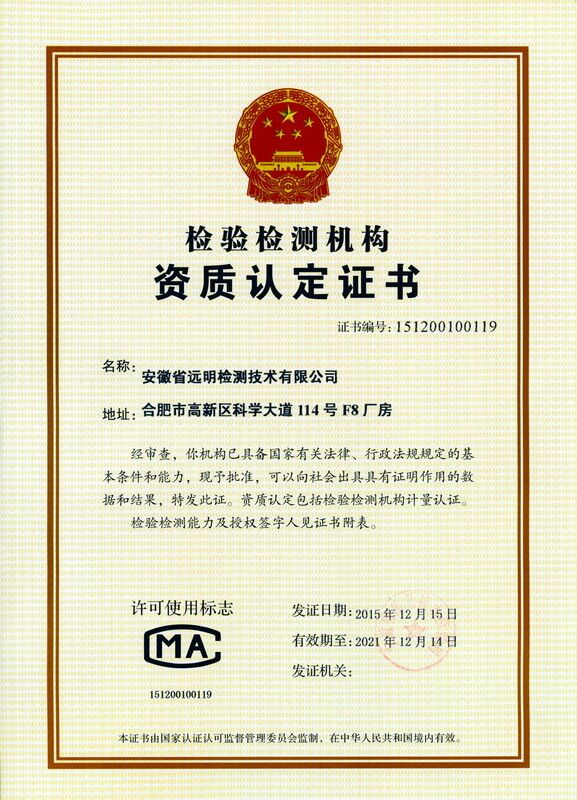 检验检测机构
资质认定证书
证书编号:151200100119
名称:安徽省远明检测技术有限公司
地址:合肥市高新区科学大道 114 号 F8 厂房
经审查，你机构已具备国家有关法律、行政法规规定的基
本条件和能力，现予批准，可以向社会出具具有证明作用的数
据和结果，特发此证。资质认定包括检验检测机构计量认证。
检验检测能力及授权签字人见证书附表。
许可使用标志
CMA
151200100119
发证日期:2015 年 12 月 15 日
有效期至:2021 年 12 月 14 日
发证机关:
本证书由国家认证认可监督管理委员会监制，在中华人民共和国境内有效。